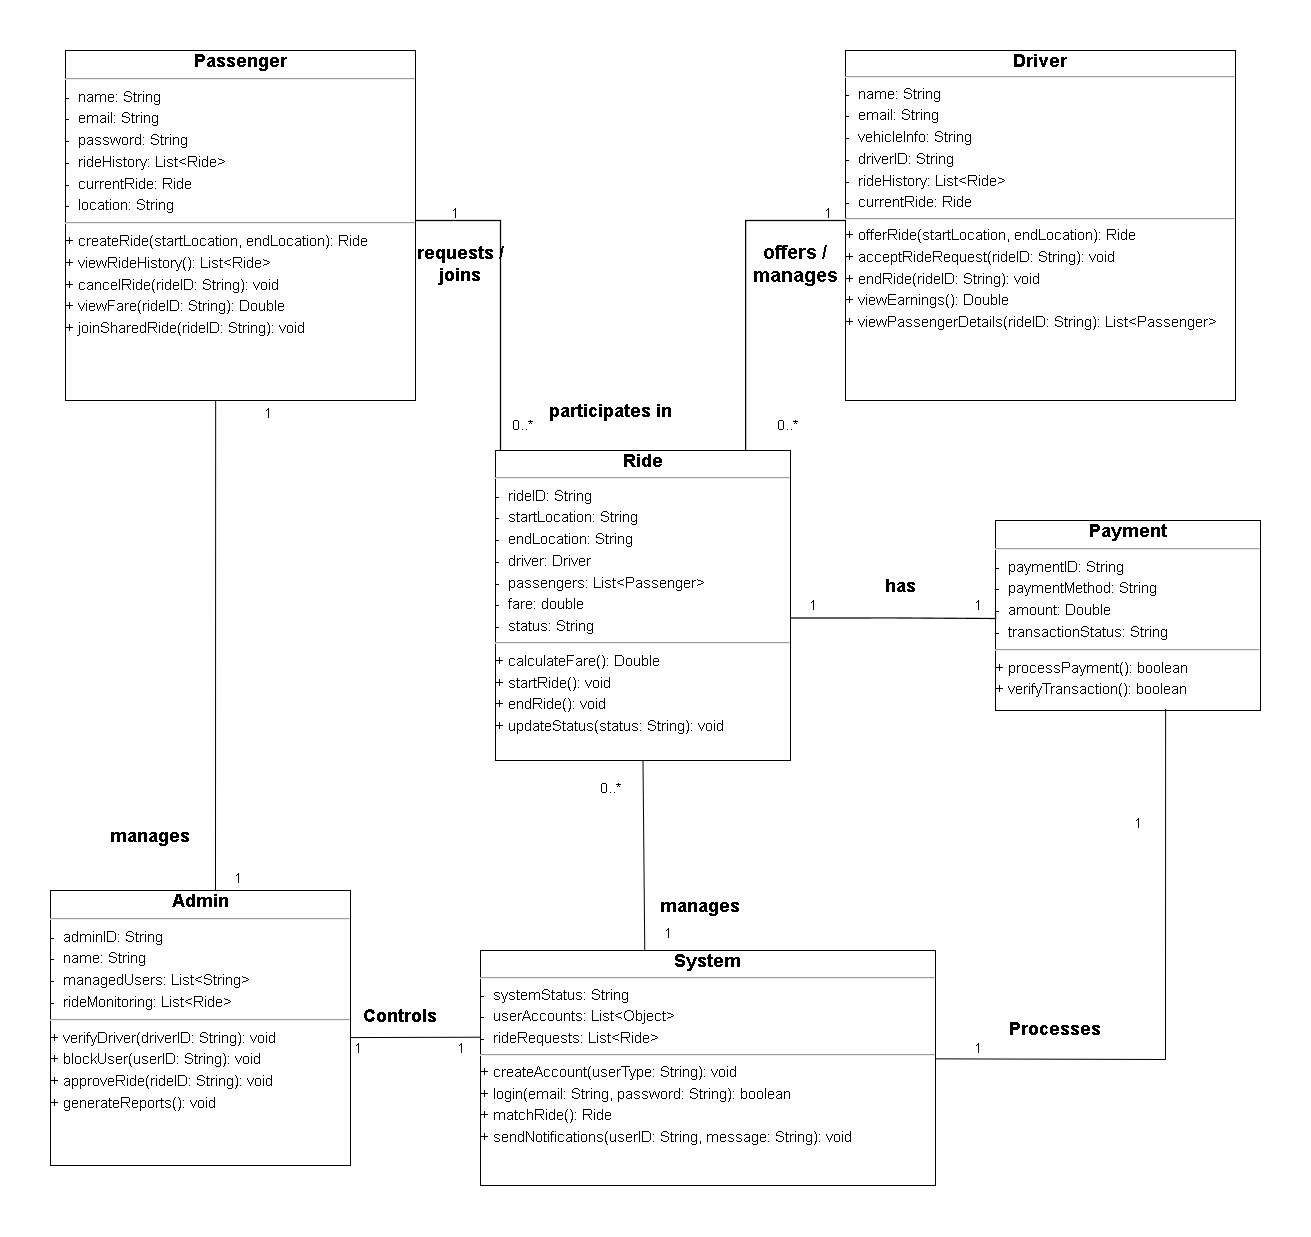 Passenger
- name: String
- email: String
- password: String
- rideHistory: List<Ride>
- currentRide: Ride
- location: String
+ createRide(startLocation, endLocation): Ride
+ viewRideHistory(): List<Ride>
+ cancelRide(rideID: String): void
+ viewFare(rideID: String): Double
+ joinSharedRide(rideID: String): void
Driver
- name: String
- email: String
- vehicleInfo: String
- driverID: String
- rideHistory: List<Ride>
- currentRide: Ride
+ offerRide(startLocation, endLocation): Ride
+ acceptRideRequest(rideID: String): void
+ endRide(rideID: String): void
+ viewEarnings(): Double
+ viewPassengerDetails(rideID: String): List<Passenger>
1
requests /
joins
1
offers /
manages
1
participates in
0..*
0..*
Ride
- rideID: String
- startLocation: String
- endLocation: String
- driver: Driver
- passengers: List<Passenger>
- fare: double
- status: String
+ calculateFare(): Double
+ startRide(): void
+ endRide(): void
+ updateStatus(status: String): void
has
1
1
Payment
- paymentID: String
- paymentMethod: String
- amount: Double
- transactionStatus: String
+ processPayment(): boolean
+ verifyTransaction(): boolean
0..*
1
manages
1
manages
1
Admin
- adminID: String
- name: String
- managedUsers: List<String>
- rideMonitoring: List<Ride>
+ verifyDriver(driverID: String): void
+ blockUser(userID: String): void
+ approveRide(rideID: String): void
+ generateReports(): void
Controls
1
1
System
- systemStatus: String
- userAccounts: List<Object>
- rideRequests: List<Ride>
+ createAccount(userType: String): void
+ login(email: String, password: String): boolean
+ matchRide(): Ride
+ sendNotifications(userID: String, message: String): void
Processes
1